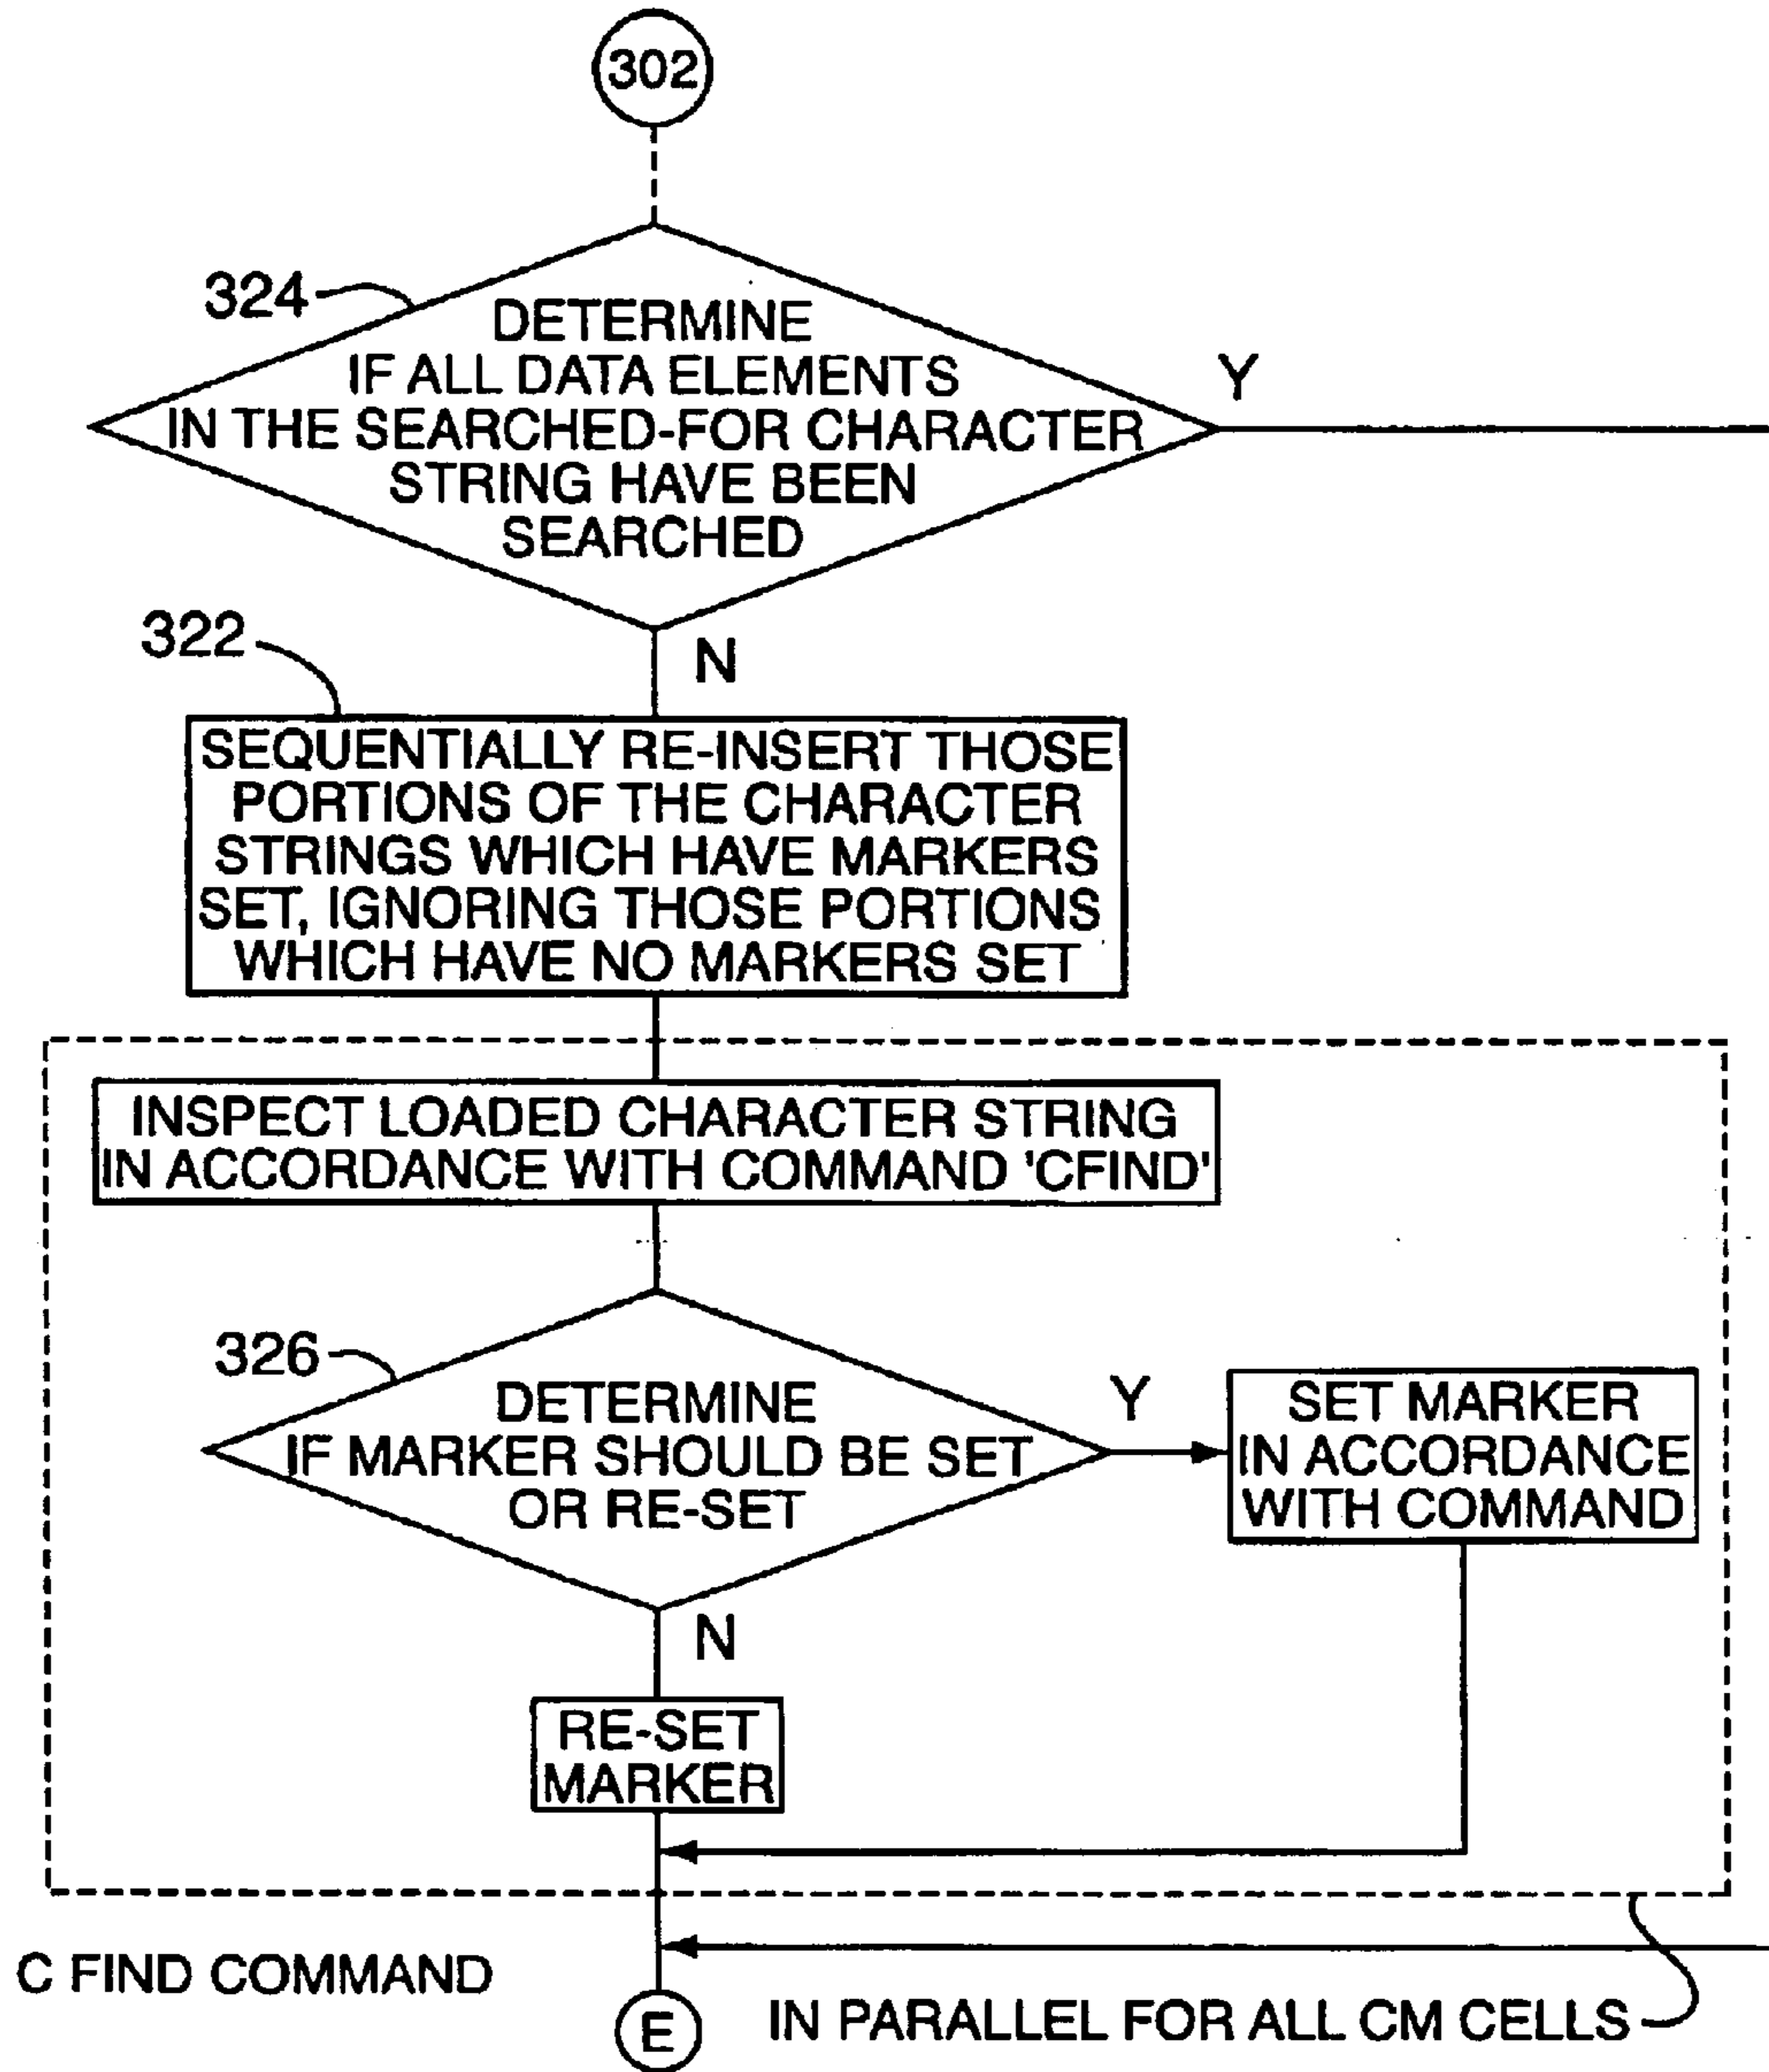 302
324
DETERMINE
IF ALL DATA ELEMENTS
IN THE SEARCHED-FOR CHARACTER
STRING HAVE BEEN
SEARCHED
Y
322
N
SEQUENTIALLY RE-INSERT THOSE
PORTIONS OF THE CHARACTER
STRINGS WHICH HAVE MARKERS
SET, IGNORING THOSE PORTIONS
WHICH HAVE NO MARKERS SET
INSPECT LOADED CHARACTER STRING
IN ACCORDANCE WITH COMMAND 'CFIND'
326
DETERMINE
IF MARKER SHOULD BE SET
OR RE-SET
Y
SET MARKER
IN ACCORDANCE
WITH COMMAND
N
RE-SET
MARKER
C FIND COMMAND
E
IN PARALLEL FOR ALL CM CELLS